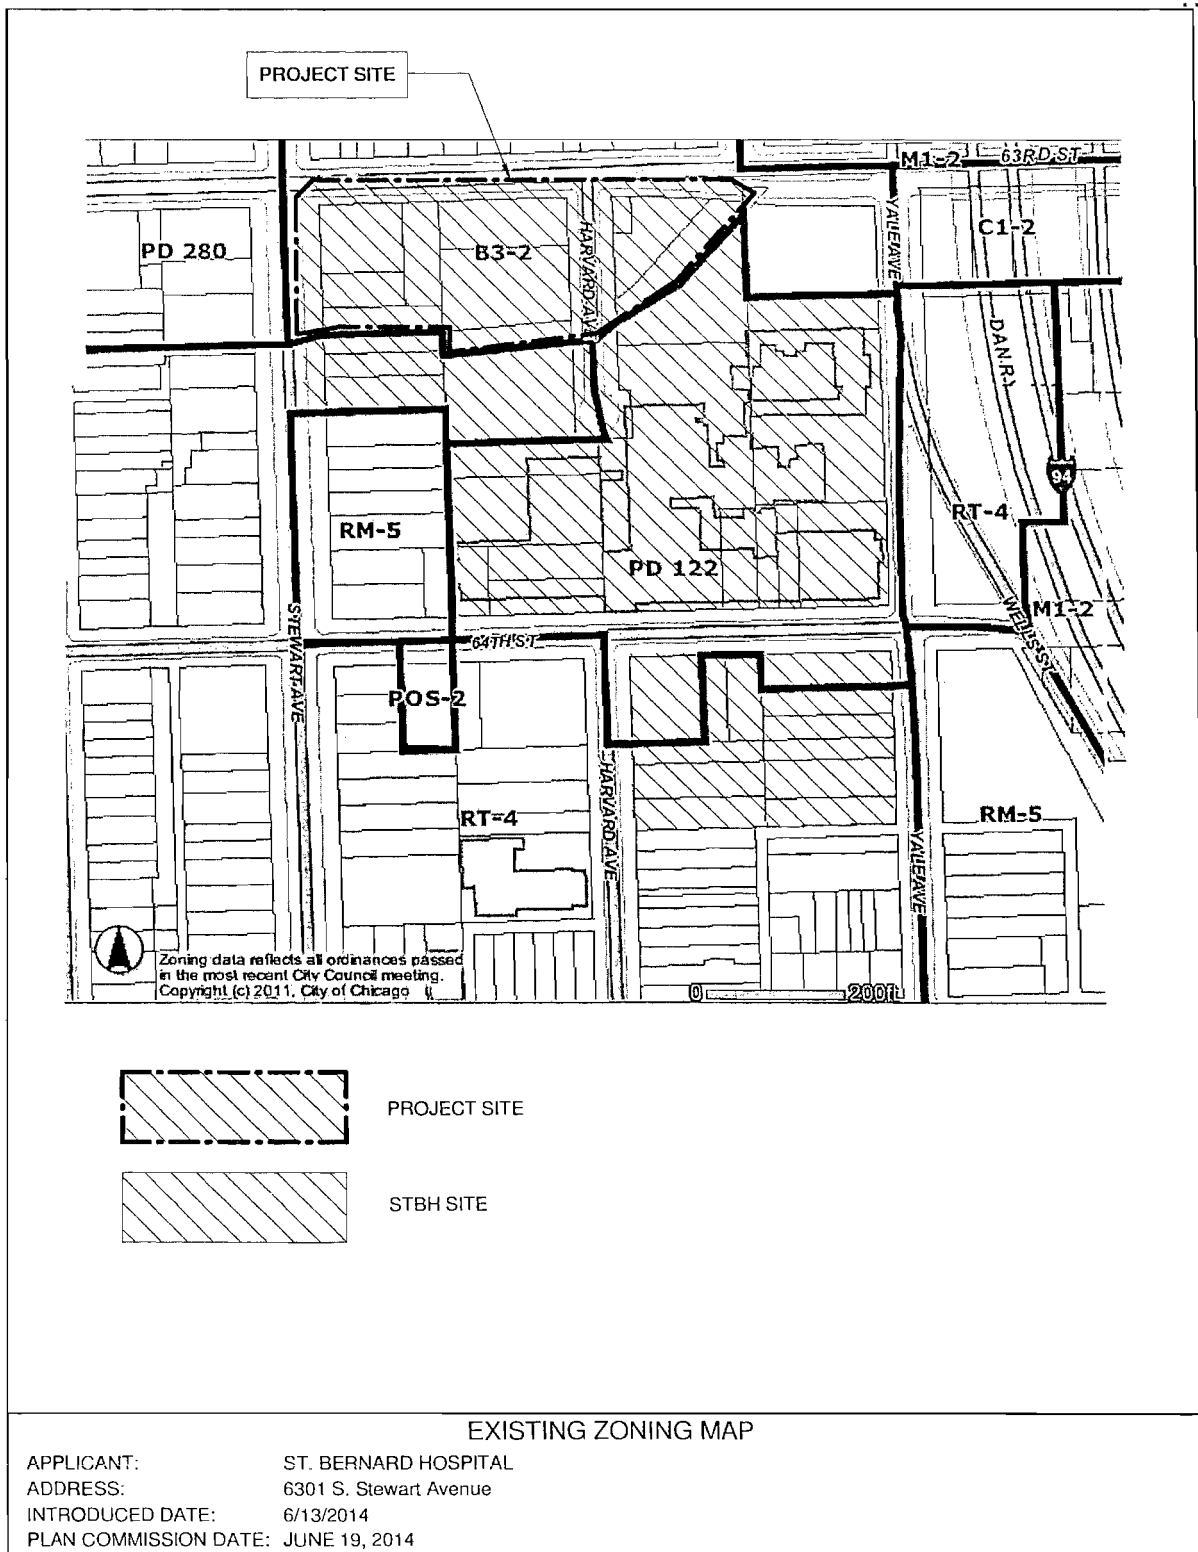 PROJECT SITE
M1-2
63RD ST
PD 280
B3-2
HARVARD AVE
YALE AVE
C1-2
DAN R
94
RM-5
RT-4
PD 122
STEWART AVE
64TH ST
WELLS ST
M1-2
POS-2
RT-4
HARVARD AVE
YALE AVE
RM-5
Zoning data reflects all ordinances passed
in the most recent City Council meeting.
Copyright (c) 2011, City of Chicago
0 200ft
PROJECT SITE
STBH SITE
EXISTING ZONING MAP
APPLICANT: ST. BERNARD HOSPITAL
ADDRESS: 6301 S. Stewart Avenue
INTRODUCED DATE: 6/13/2014
PLAN COMMISSION DATE: JUNE 19, 2014